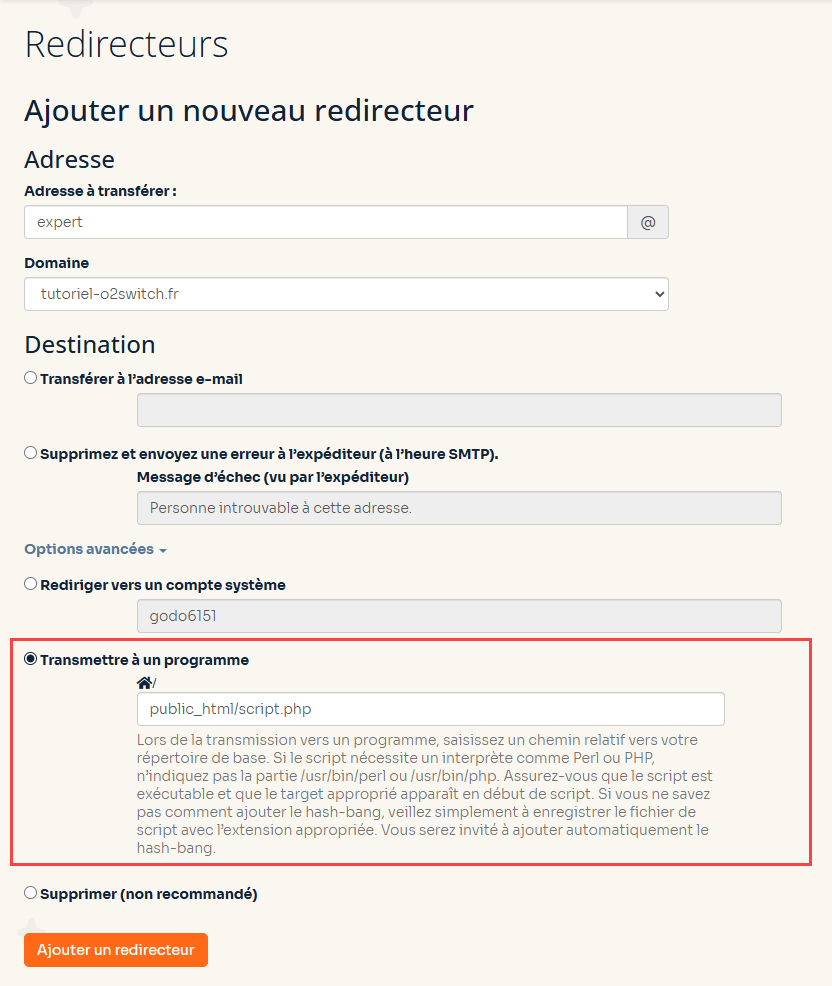 Redirecteurs
Ajouter un nouveau redirecteur
Adresse
Adresse à transférer :
expert @
Domaine
tutoriel-o2switch.fr
Destination
Transférer à l’adresse e-mail
Supprimez et envoyez une erreur à l’expéditeur (à l’heure SMTP).
Message d’échec (vu par l’expéditeur)
Personne introuvable à cette adresse.
Options avancées
Rediriger vers un compte système
godo6151
Transmettre à un programme
/
public_html/script.php
Lors de la transmission vers un programme, saisissez un chemin relatif vers votre
répertoire de base. Si le script nécessite un interprète comme Perl ou PHP,
n’indiquez pas la partie /usr/bin/perl ou /usr/bin/php. Assurez-vous que le script est
exécutable et que le target approprié apparaît en début de script. Si vous ne savez
pas comment ajouter le hash-bang, veillez simplement à enregistrer le fichier de
script avec l’extension appropriée. Vous serez invité à ajouter automatiquement le
hash-bang.
Supprimer (non recommandé)
Ajouter un redirecteur